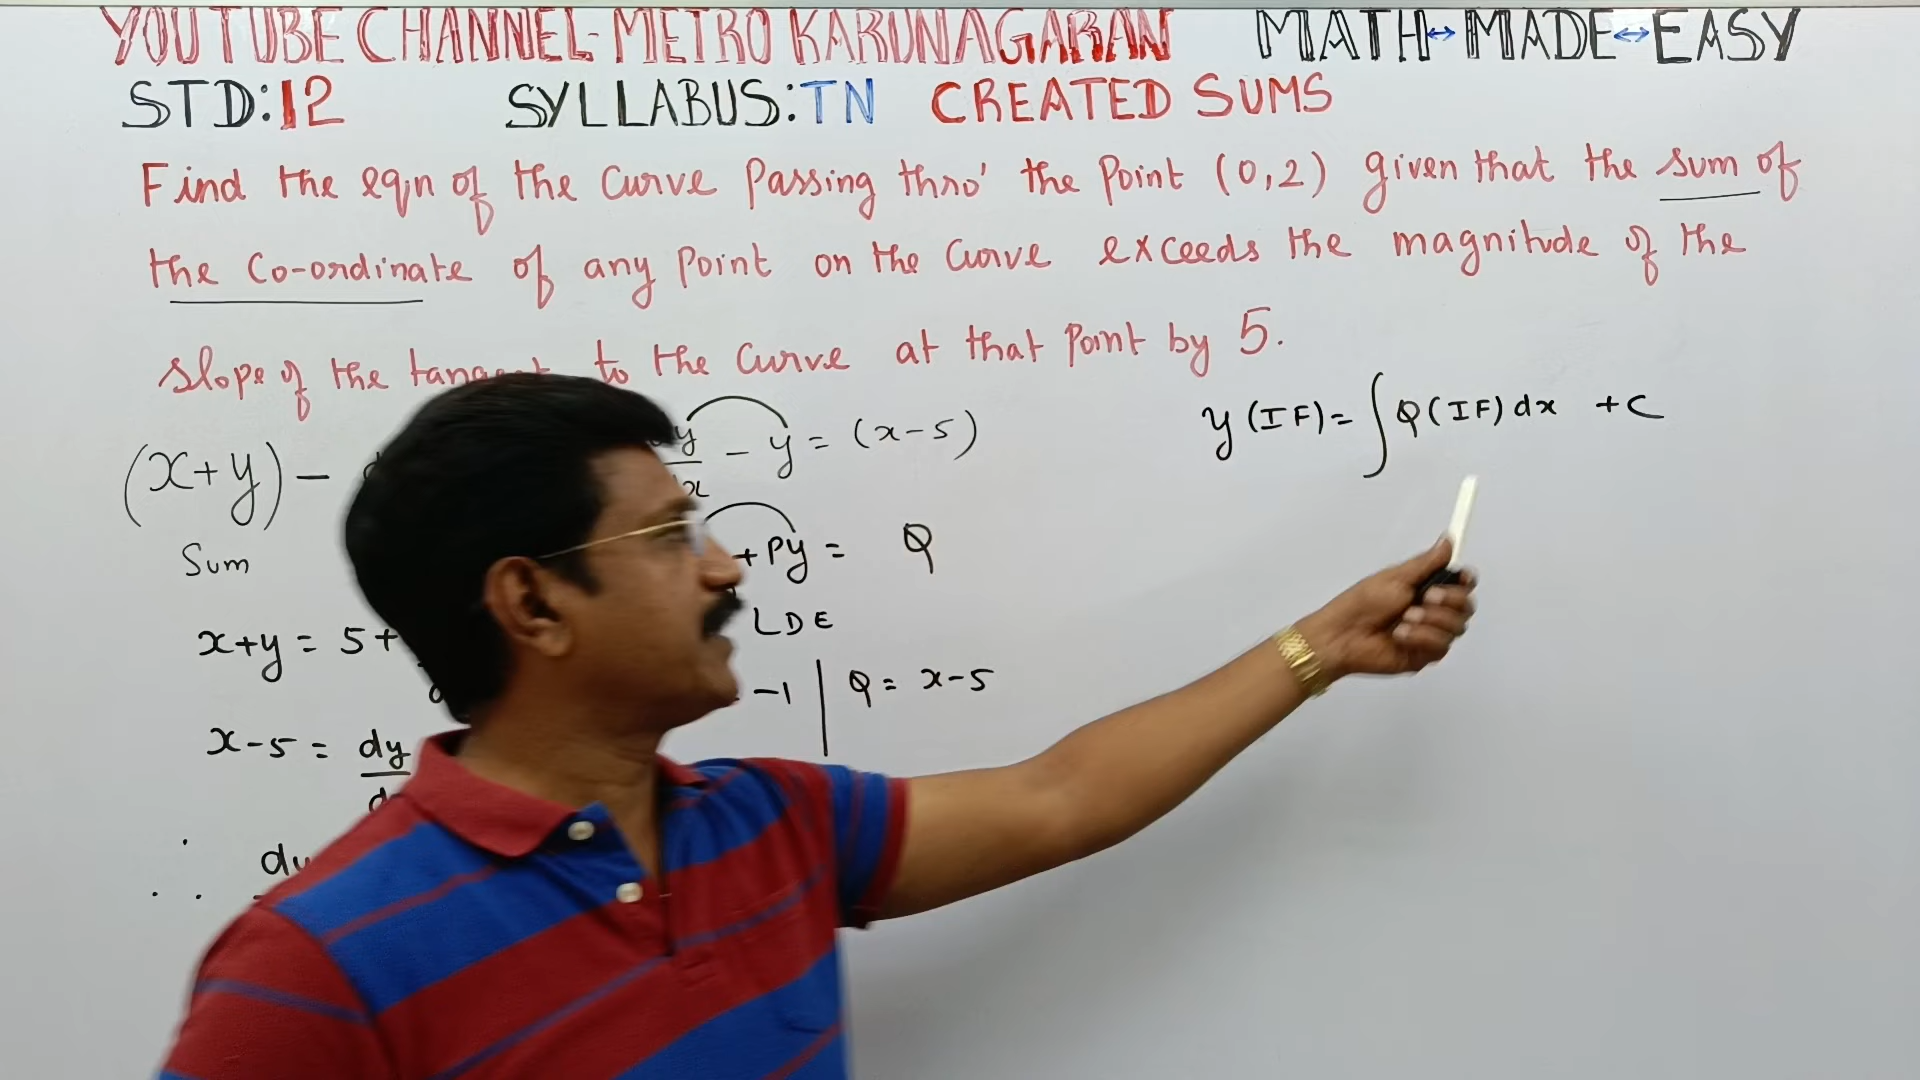 YOUTUBE CHANNEL-METRO KARUNAGARAN MATH↔MADE↔EASY
STD:12 SYLLABUS:TN CREATED SUMS
Find the eqn of the curve Passing thro' the Point (0,2) given that the sum of
the Co-ordinate of any Point on the Curve exceeds the magnitude of the
slope of the tangent to the Curve at that Point by 5.
(x+y) -
Sum
x+y = 5+
x-5 = dy
∴ dy
- y = (x-5)
+ Py = Q
LDE
-1 | Q = x-5
y (IF) = ∫ Q (IF) dx + C